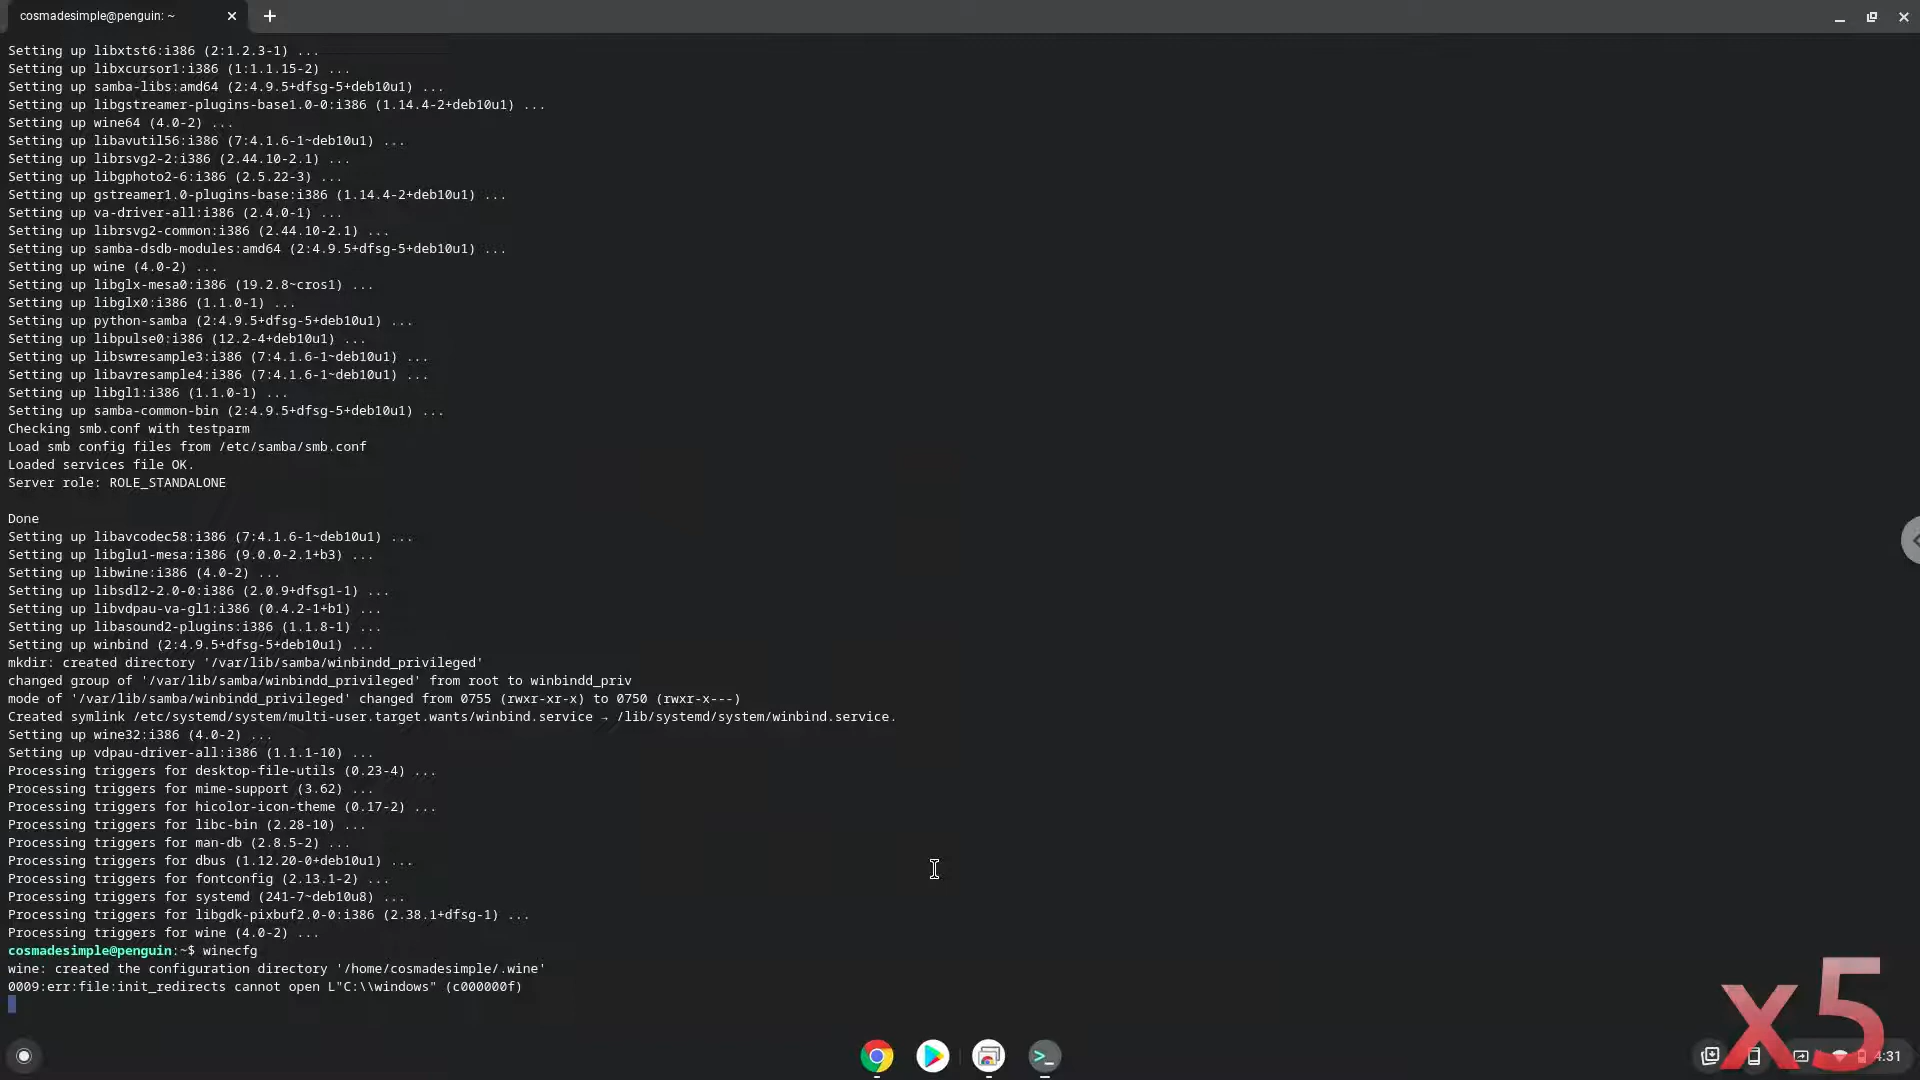 cosmadesimple@penguin: ~
Setting up libxtst6:i386 (2:1.2.3-1) ...
Setting up libxcursor1:i386 (1:1.1.15-2) ...
Setting up samba-libs:amd64 (2:4.9.5+dfsg-5+deb10u1) ...
Setting up libgstreamer-plugins-base1.0-0:i386 (1.14.4-2+deb10u1) ...
Setting up wine64 (4.0-2) ...
Setting up libavutil56:i386 (7:4.1.6-1~deb10u1) ...
Setting up librsvg2-2:i386 (2.44.10-2.1) ...
Setting up libgphoto2-6:i386 (2.5.22-3) ...
Setting up gstreamer1.0-plugins-base:i386 (1.14.4-2+deb10u1) ...
Setting up va-driver-all:i386 (2.4.0-1) ...
Setting up librsvg2-common:i386 (2.44.10-2.1) ...
Setting up samba-dsdb-modules:amd64 (2:4.9.5+dfsg-5+deb10u1) ...
Setting up wine (4.0-2) ...
Setting up libglx-mesa0:i386 (19.2.8~cros1) ...
Setting up libglx0:i386 (1.1.0-1) ...
Setting up python-samba (2:4.9.5+dfsg-5+deb10u1) ...
Setting up libpulse0:i386 (12.2-4+deb10u1) ...
Setting up libswresample3:i386 (7:4.1.6-1~deb10u1) ...
Setting up libavresample4:i386 (7:4.1.6-1~deb10u1) ...
Setting up libgl1:i386 (1.1.0-1) ...
Setting up samba-common-bin (2:4.9.5+dfsg-5+deb10u1) ...
Checking smb.conf with testparm
Load smb config files from /etc/samba/smb.conf
Loaded services file OK.
Server role: ROLE_STANDALONE
Done
Setting up libavcodec58:i386 (7:4.1.6-1~deb10u1) ...
Setting up libglu1-mesa:i386 (9.0.0-2.1+b3) ...
Setting up libwine:i386 (4.0-2) ...
Setting up libsdl2-2.0-0:i386 (2.0.9+dfsg1-1) ...
Setting up libvdpau-va-gl1:i386 (0.4.2-1+b1) ...
Setting up libasound2-plugins:i386 (1.1.8-1) ...
Setting up winbind (2:4.9.5+dfsg-5+deb10u1) ...
mkdir: created directory '/var/lib/samba/winbindd_privileged'
changed group of '/var/lib/samba/winbindd_privileged' from root to winbindd_priv
mode of '/var/lib/samba/winbindd_privileged' changed from 0755 (rwxr-xr-x) to 0750 (rwxr-x---)
Created symlink /etc/systemd/system/multi-user.target.wants/winbind.service → /lib/systemd/system/winbind.service.
Setting up wine32:i386 (4.0-2) ...
Setting up vdpau-driver-all:i386 (1.1.1-10) ...
Processing triggers for desktop-file-utils (0.23-4) ...
Processing triggers for mime-support (3.62) ...
Processing triggers for hicolor-icon-theme (0.17-2) ...
Processing triggers for libc-bin (2.28-10) ...
Processing triggers for man-db (2.8.5-2) ...
Processing triggers for dbus (1.12.20-0+deb10u1) ...
Processing triggers for fontconfig (2.13.1-2) ...
Processing triggers for systemd (241-7~deb10u8) ...
Processing triggers for libgdk-pixbuf2.0-0:i386 (2.38.1+dfsg-1) ...
Processing triggers for wine (4.0-2) ...
cosmadesimple@penguin:~$ winecfg
wine: created the configuration directory '/home/cosmadesimple/.wine'
0009:err:file:init_redirects cannot open L"C:\\windows" (c000000f)
x5
4:31